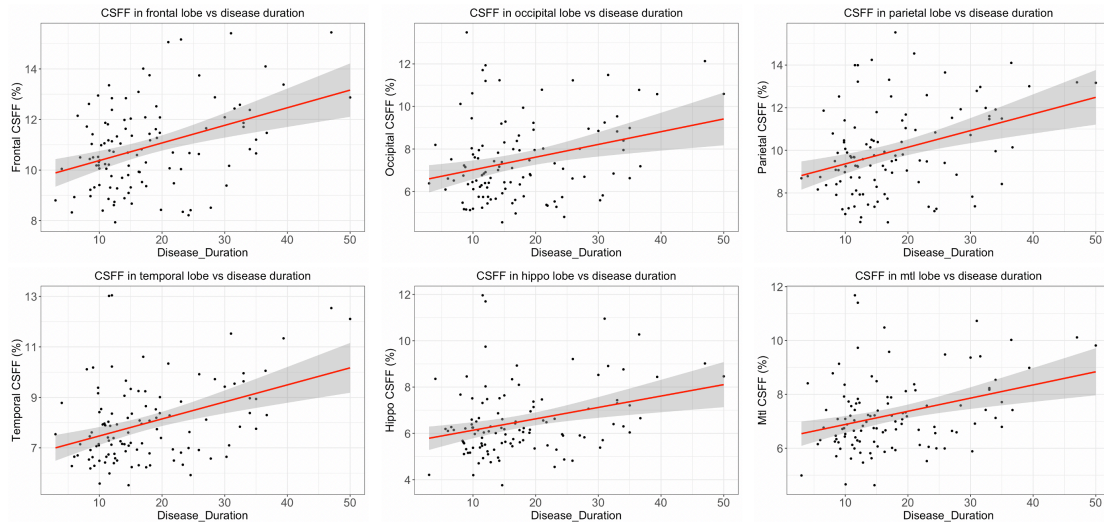 CSFF in frontal lobe vs disease duration
Frontal CSFF (%)
14
12
10
8
10 20 30 40 50
Disease_Duration
CSFF in occipital lobe vs disease duration
Occipital CSFF (%)
12
10
8
6
10 20 30 40 50
Disease_Duration
CSFF in parietal lobe vs disease duration
Parietal CSFF (%)
14
12
10
8
10 20 30 40 50
Disease_Duration
CSFF in temporal lobe vs disease duration
Temporal CSFF (%)
13
11
9
7
10 20 30 40 50
Disease_Duration
CSFF in hippo lobe vs disease duration
Hippo CSFF (%)
12
10
8
6
4
10 20 30 40 50
Disease_Duration
CSFF in mtl lobe vs disease duration
Mtl CSFF (%)
12
10
8
6
10 20 30 40 50
Disease_Duration